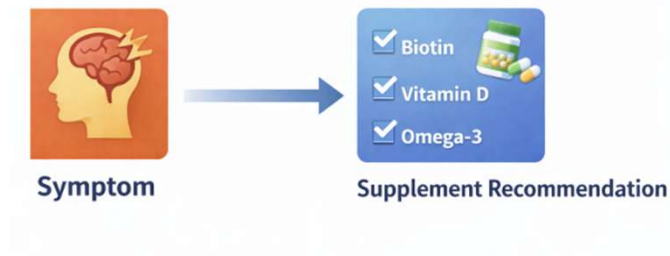 Biotin
Vitamin D
Omega-3
Symptom
Supplement Recommendation